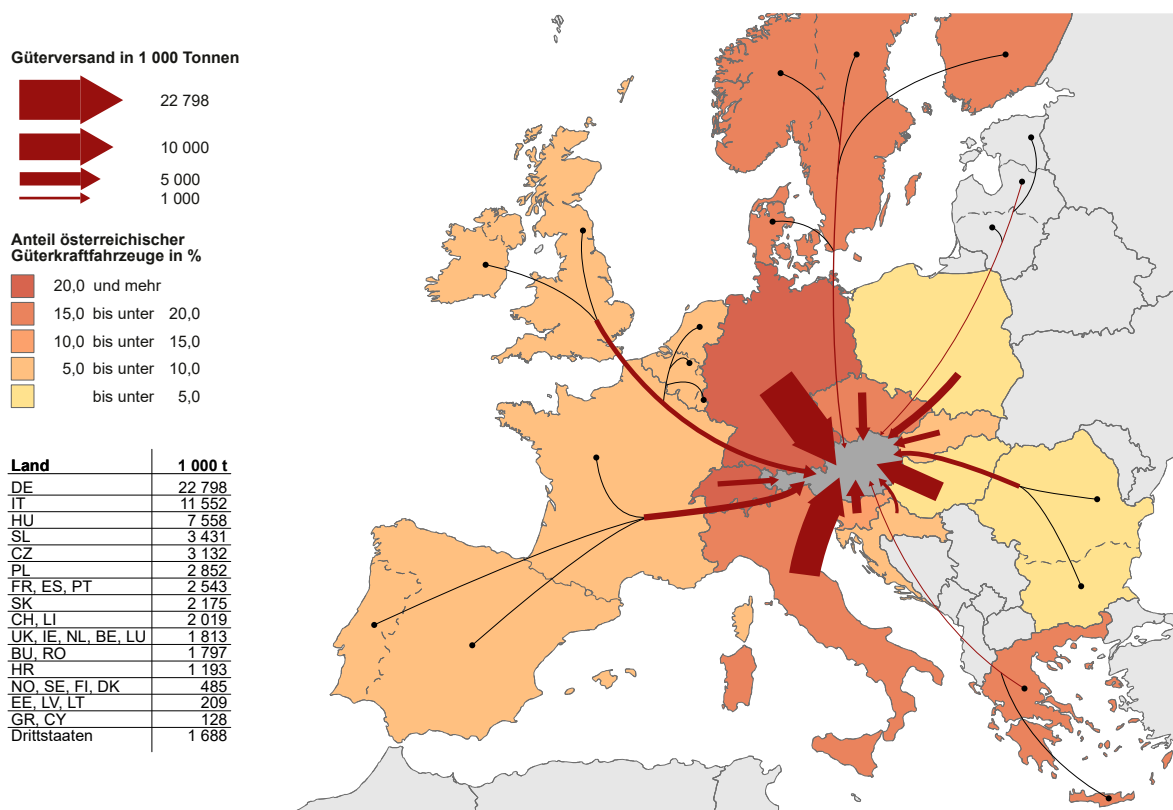 Güterversand in 1 000 Tonnen
22 798
10 000
5 000
1 000
Anteil österreichischer
Güterkraftfahrzeuge in %
20,0 und mehr
15,0 bis unter 20,0
10,0 bis unter 15,0
5,0 bis unter 10,0
bis unter 5,0
Land 1 000 t
DE 22 798
IT 11 552
HU 7 558
SL 3 431
CZ 3 132
PL 2 852
FR, ES, PT 2 543
SK 2 175
CH, LI 2 019
UK, IE, NL, BE, LU 1 813
BU, RO 1 797
HR 1 193
NO, SE, FI, DK 485
EE, LV, LT 209
GR, CY 128
Drittstaaten 1 688